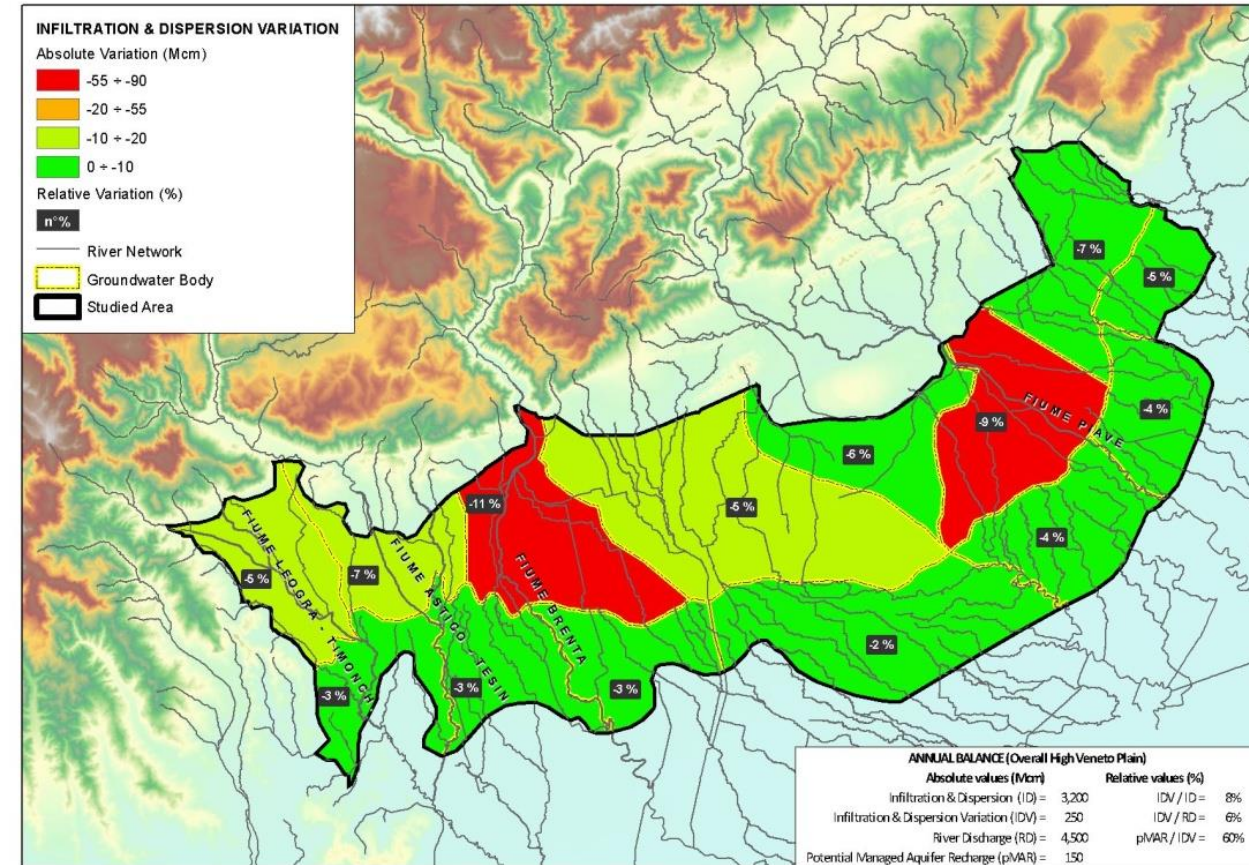 INFILTRATION & DISPERSION VARIATION
Absolute Variation (Mcm)
-55 ÷ -90
-20 ÷ -55
-10 ÷ -20
0 ÷ -10
Relative Variation (%)
n°%
River Network
Groundwater Body
Studied Area
-7 %
-5 %
-4 %
-9 %
FIUME PIAVE
-6 %
-4 %
-5 %
-2 %
-11 %
FIUME BRENTA
-3 %
-7 %
FIUME ASTICO - TESIN
-3 %
-5 %
FIUME LEOGRA - TIMONCHI
-3 %
ANNUAL BALANCE (Overall High Veneto Plain)
Absolute values (Mcm) Relative values (%)
Infiltration & Dispersion (ID) = 3,200 IDV / ID = 8%
Infiltration & Dispersion Variation (IDV) = 250 IDV / RD = 6%
River Discharge (RD) = 4,500 pMAR / IDV = 60%
Potential Managed Aquifer Recharge (pMAR) = 150